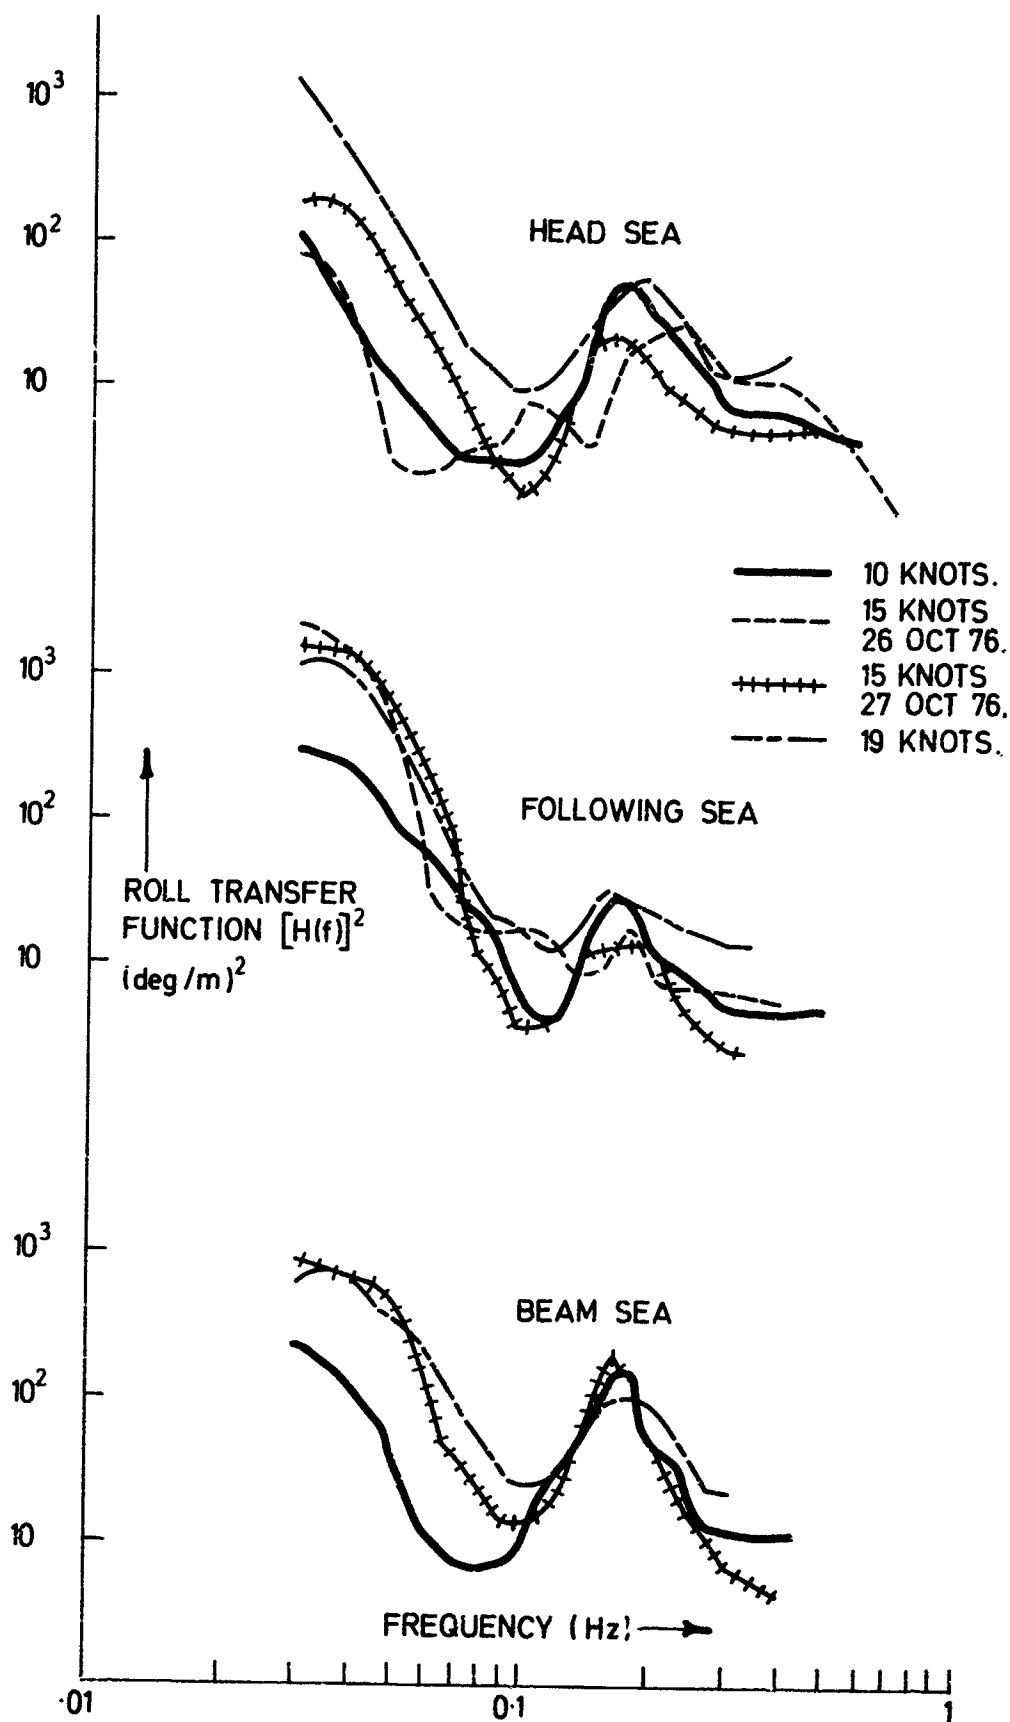 10³
10²
HEAD SEA
10
10 KNOTS.
15 KNOTS
26 OCT 76.
15 KNOTS
27 OCT 76.
19 KNOTS.
10³
10²
FOLLOWING SEA
ROLL TRANSFER
FUNCTION [H(f)]²
(deg/m)²
10
10³
BEAM SEA
10²
10
FREQUENCY (Hz)
·01
0·1
·2
1